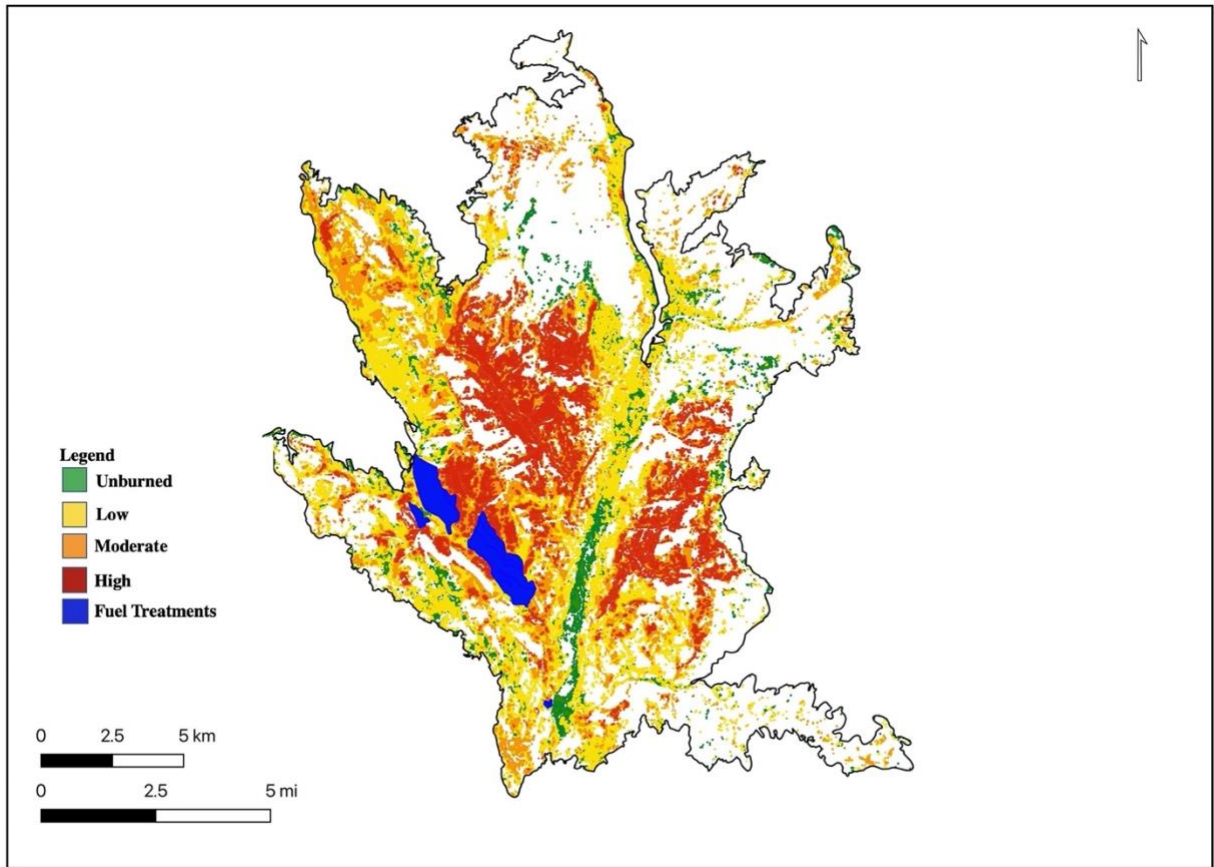 Legend
Unburned
Low
Moderate
High
Fuel Treatments
0 2.5 5 km
0 2.5 5 mi